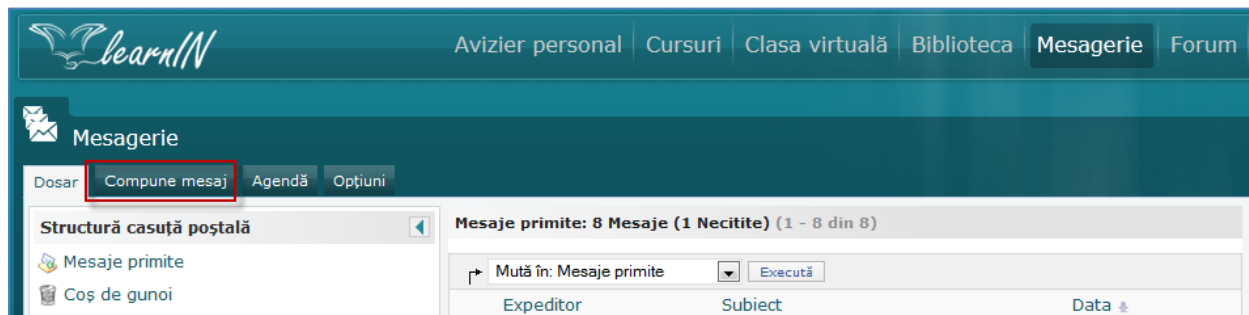 learnIN
Avizier personal Cursuri Clasa virtuală Biblioteca Mesagerie Forum
Mesagerie
Dosar Compune mesaj Agendă Opțiuni
Structură casuță poștală
Mesaje primite
Coș de gunoi
Mesaje primite: 8 Mesaje (1 Necitite) (1 - 8 din 8)
Mută în: Mesaje primite Execută
Expeditor Subiect Data